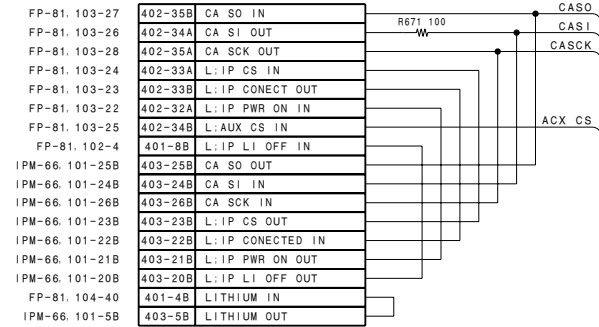 FP-81, 103-27 402-35B CA SO IN CASO
FP-81, 103-26 402-34A CA SI OUT R671 100 CASI
FP-81, 103-28 402-35A CA SCK OUT CASCK
FP-81, 103-24 402-33A L;IP CS IN
FP-81, 103-23 402-33B L;IP CONECT OUT
FP-81, 103-22 402-32A L;IP PWR ON IN
FP-81, 103-25 402-34B L:AUX CS IN ACX CS
FP-81, 102-4 401-8B L;IP LI OFF IN
IPM-66, 101-25B 403-25B CA SO OUT
IPM-66, 101-24B 403-24B CA SI IN
IPM-66, 101-26B 403-26B CA SCK IN
IPM-66, 101-23B 403-23B L;IP CS OUT
IPM-66, 101-22B 403-22B L;IP CONECTED IN
IPM-66, 101-21B 403-21B L;IP PWR ON OUT
IPM-66, 101-20B 403-20B L;IP LI OFF OUT
FP-81, 104-40 401-4B LITHIUM IN
IPM-66, 101-5B 403-5B LITHIUM OUT